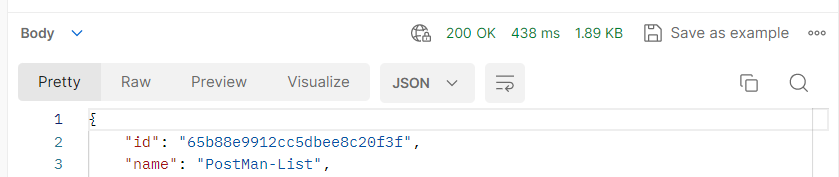 Body 200 OK 438 ms 1.89 KB Save as example
Pretty Raw Preview Visualize JSON
1 {
2 "id": "65b88e9912cc5dbee8c20f3f",
3 "name": "PostMan-List",